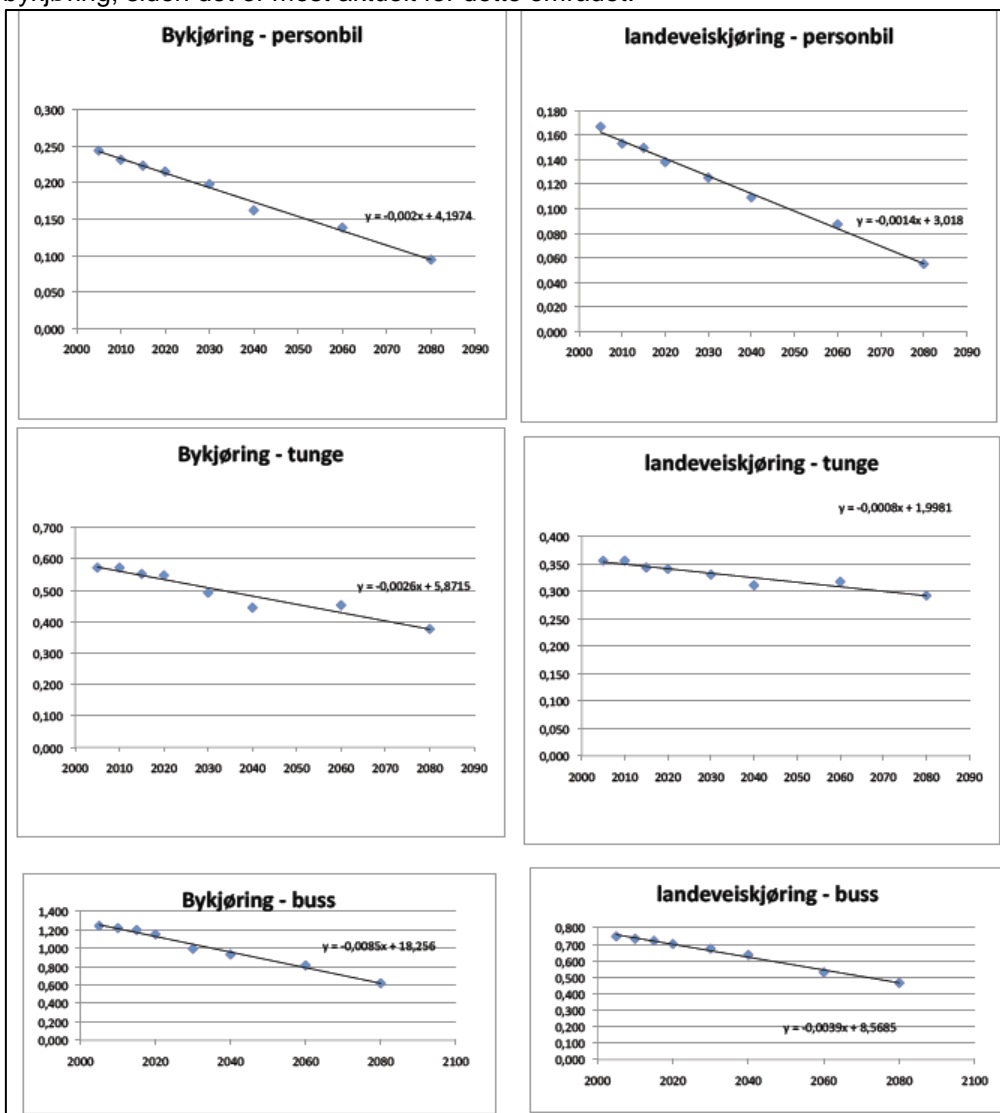 bykjøring, siden det er mest aktuelt for dette området.
Bykjøring - personbil
0,300
0,250
0,200
0,150
0,100
0,050
0,000
y = -0,002x + 4,1974
2000 2010 2020 2030 2040 2050 2060 2070 2080 2090
landeveiskjøring - personbil
0,180
0,160
0,140
0,120
0,100
0,080
0,060
0,040
0,020
0,000
y = -0,0014x + 3,018
2000 2010 2020 2030 2040 2050 2060 2070 2080 2090
Bykjøring - tunge
0,700
0,600
0,500
0,400
0,300
0,200
0,100
0,000
y = -0,0026x + 5,8715
2000 2010 2020 2030 2040 2050 2060 2070 2080 2090
landeveiskjøring - tunge
y = -0,0008x + 1,9981
0,400
0,350
0,300
0,250
0,200
0,150
0,100
0,050
0,000
2000 2010 2020 2030 2040 2050 2060 2070 2080 2090
Bykjøring - buss
1,400
1,200
1,000
0,800
0,600
0,400
0,200
0,000
y = -0,0085x + 18,256
2000 2020 2040 2060 2080 2100
landeveiskjøring - buss
0,800
0,700
0,600
0,500
0,400
0,300
0,200
0,100
0,000
y = -0,0039x + 8,5685
2000 2020 2040 2060 2080 2100